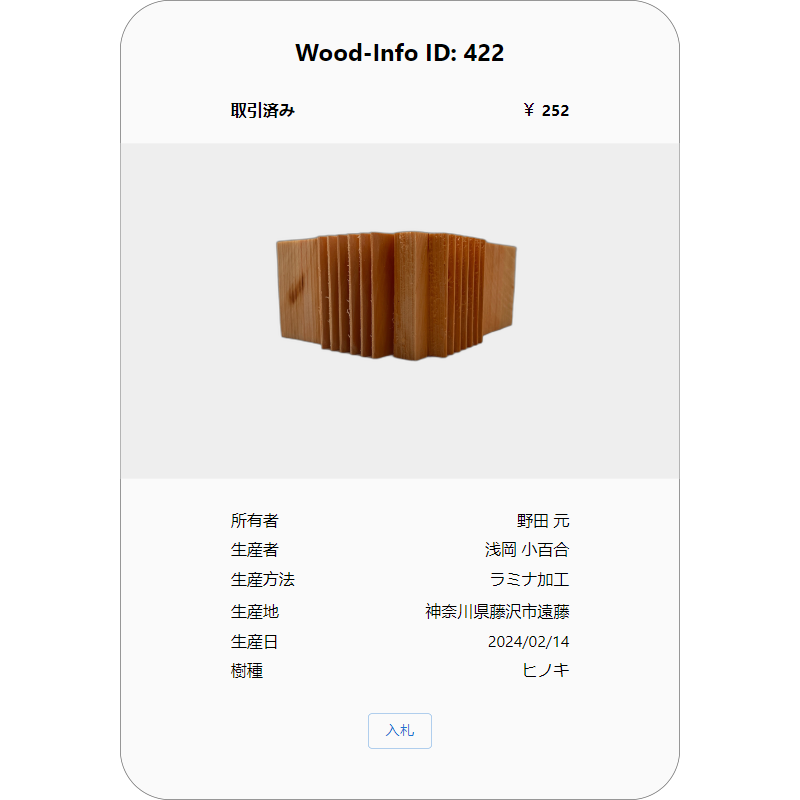 Wood-Info ID: 422
取引済み ¥ 252
所有者 野田 元
生産者 浅岡 小百合
生産方法 ラミナ加工
生産地 神奈川県藤沢市遠藤
生産日 2024/02/14
樹種 ヒノキ
入札